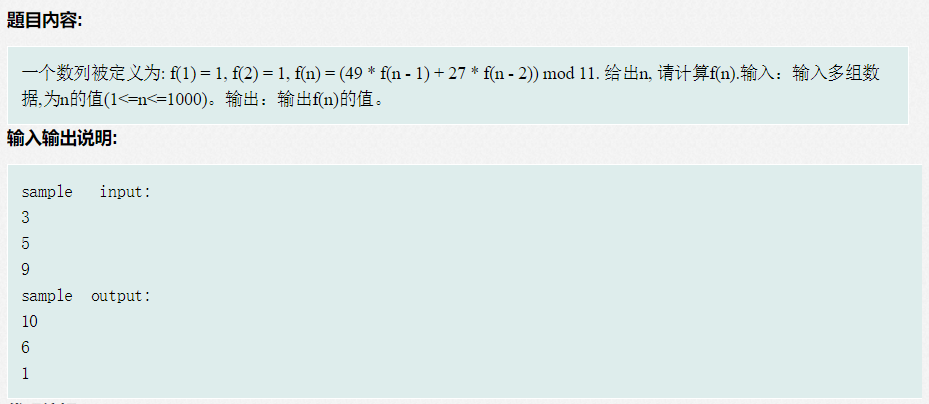 题目内容:
一个数列被定义为: f(1) = 1, f(2) = 1, f(n) = (49 * f(n - 1) + 27 * f(n - 2)) mod 11. 给出n, 请计算f(n).输入：输入多组数
据,为n的值(1<=n<=1000)。输出：输出f(n)的值。
输入输出说明:
sample input:
3
5
9
sample output:
10
6
1